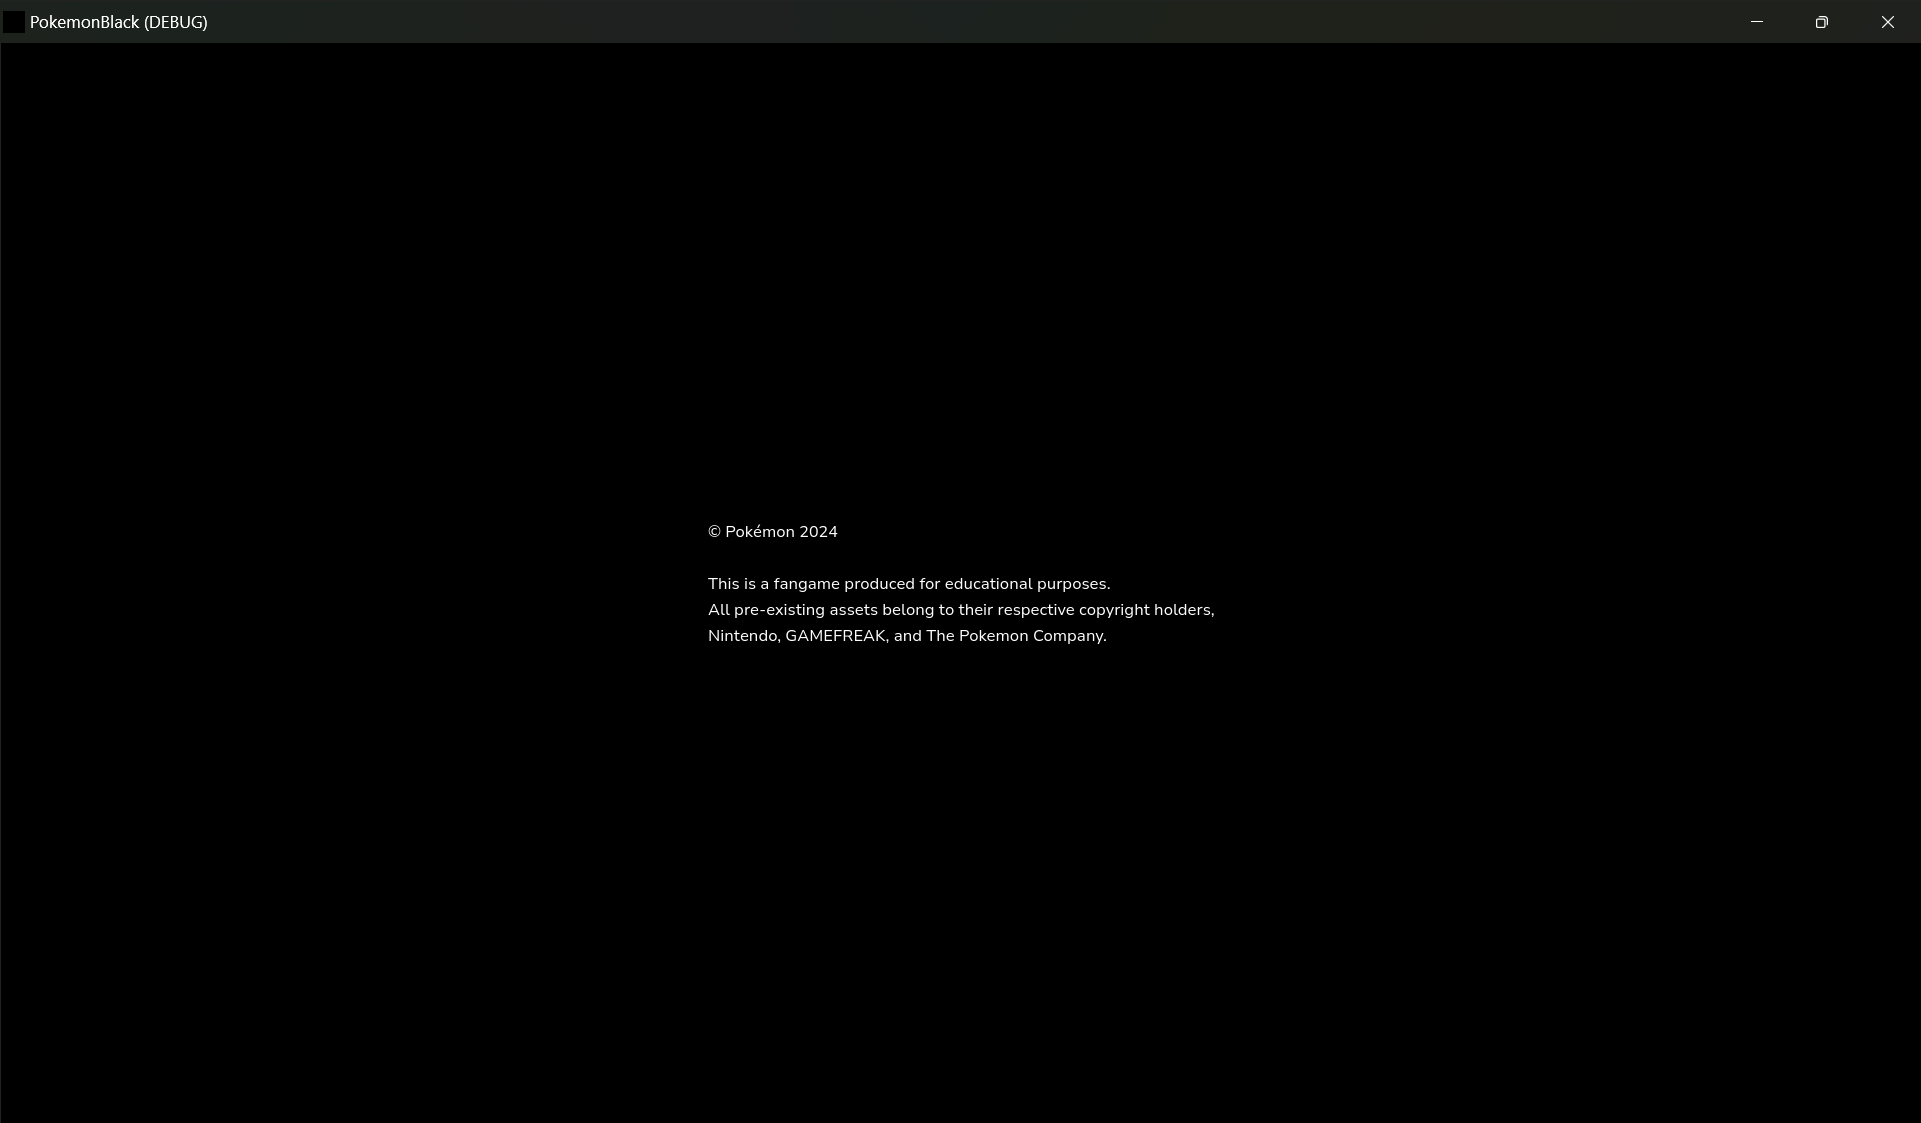 PokemonBlack (DEBUG)
© Pokémon 2024
This is a fangame produced for educational purposes.
All pre-existing assets belong to their respective copyright holders,
Nintendo, GAMEFREAK, and The Pokemon Company.